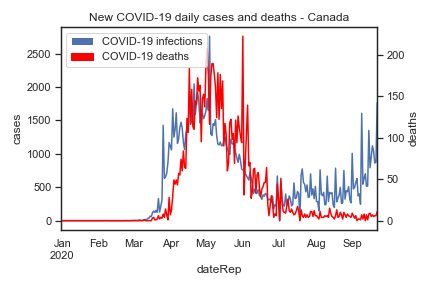 New COVID-19 daily cases and deaths - Canada
COVID-19 infections
COVID-19 deaths
cases
2500
2000
1500
1000
500
0
deaths
200
150
100
50
0
Jan Feb Mar Apr May Jun Jul Aug Sep
2020
dateRep